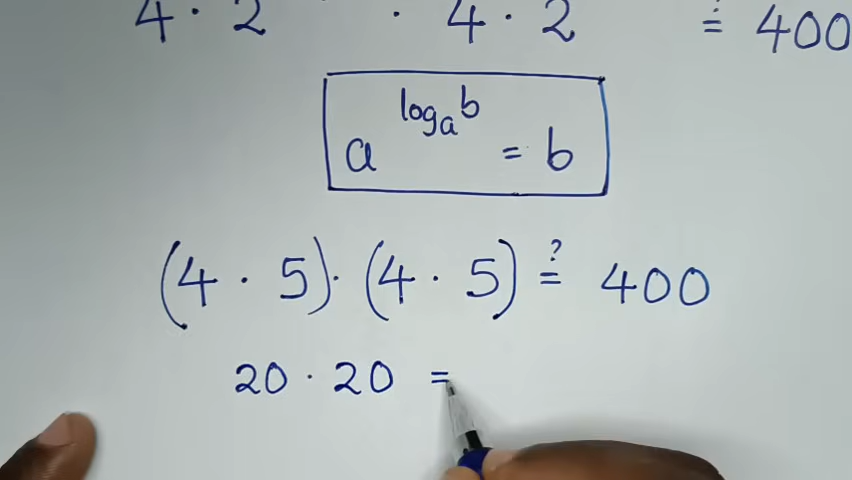 4 · 2 · 4 · 2 ≟ 400
a^(log_a b) = b
(4 · 5) · (4 · 5) ≟ 400
20 · 20 =